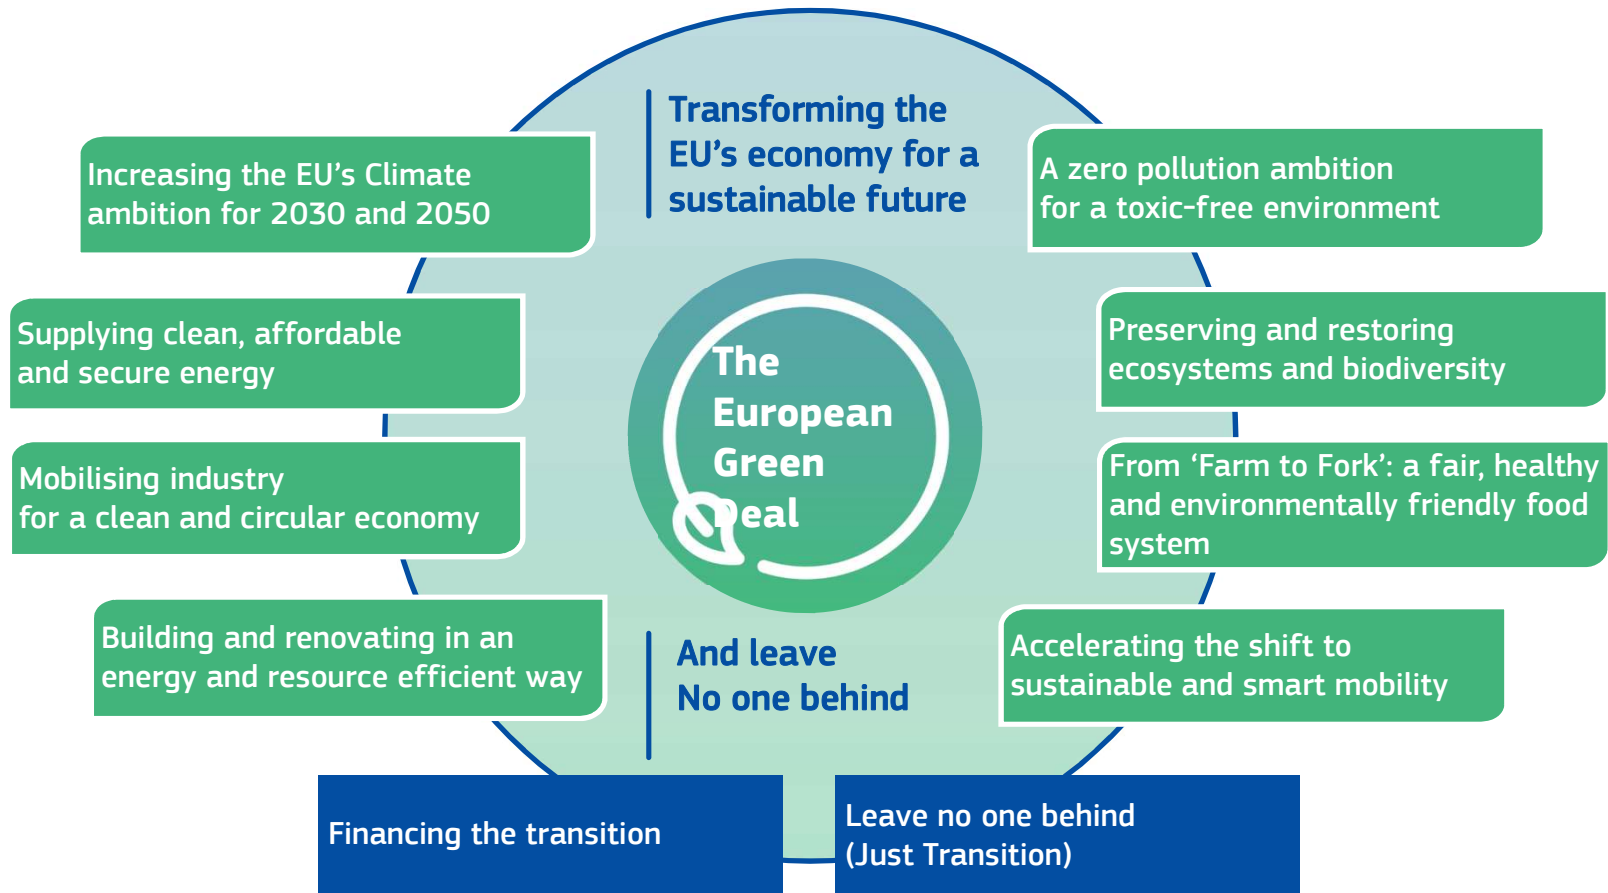 Transforming the
EU's economy for a
sustainable future
Increasing the EU's Climate
ambition for 2030 and 2050
Supplying clean, affordable
and secure energy
Mobilising industry
for a clean and circular economy
Building and renovating in an
energy and resource efficient way
The
European
Green
Deal
A zero pollution ambition
for a toxic-free environment
Preserving and restoring
ecosystems and biodiversity
From ‘Farm to Fork’: a fair, healthy
and environmentally friendly food
system
Accelerating the shift to
sustainable and smart mobility
And leave
No one behind
Financing the transition
Leave no one behind
(Just Transition)